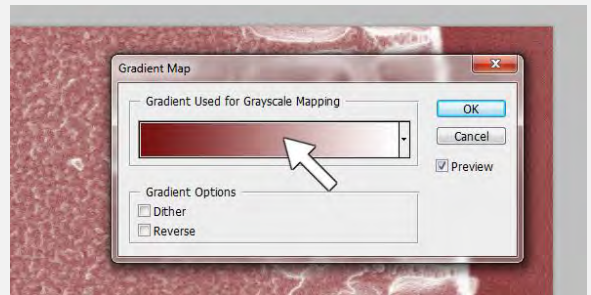 Gradient Map
Gradient Used for Grayscale Mapping
OK
Cancel
Preview
Gradient Options
Dither
Reverse